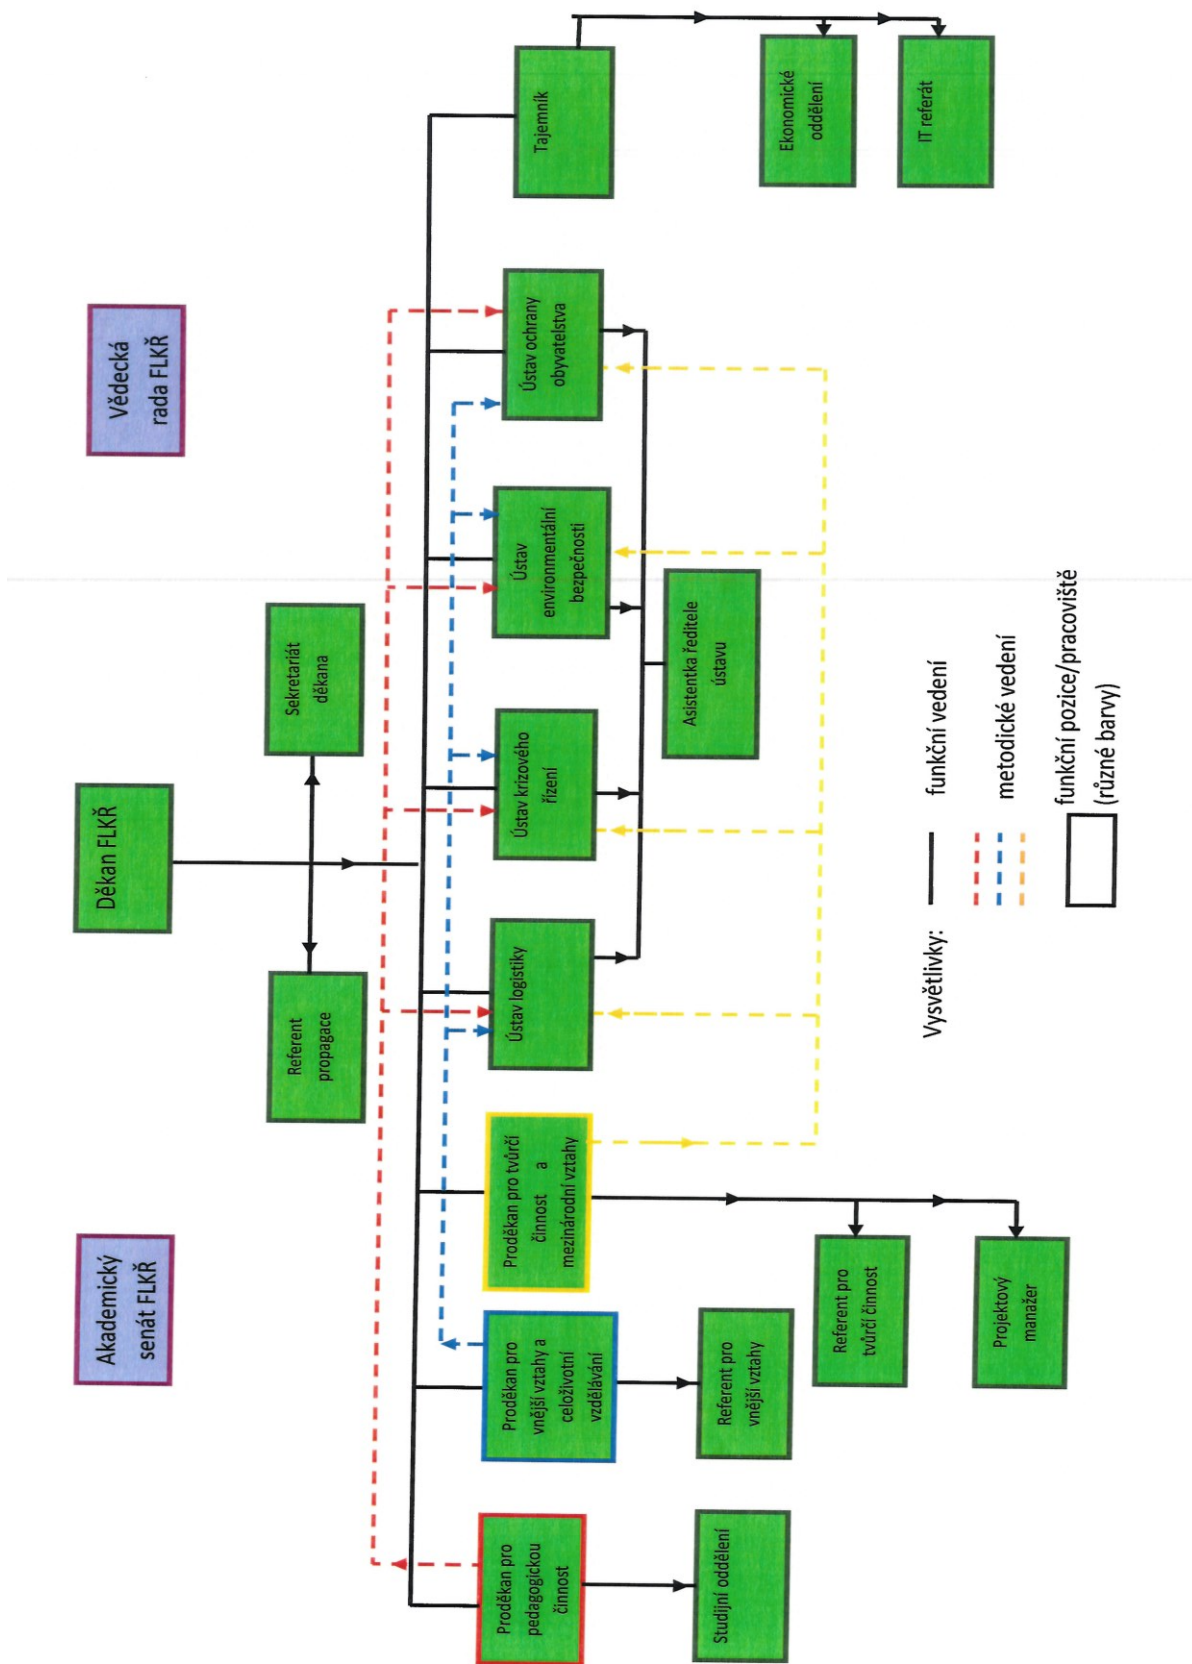 Akademický
senát FLKŘ
Děkan FLKŘ
Vědecká
rada FLKŘ
Referent
propagace
Sekretariát
děkana
Proděkan pro
pedagogickou
činnost
Proděkan pro
vnější vztahy a
celoživotní
vzdělávání
Proděkan pro tvůrčí
činnost a
mezinárodní vztahy
Ústav logistiky
Ústav krizového
řízení
Ústav
environmentální
bezpečnosti
Ústav ochrany
obyvatelstva
Tajemník
Studijní oddělení
Referent pro
vnější vztahy
Referent pro
tvůrčí činnost
Projektový
manažer
Asistentka ředitele
ústavu
Ekonomické
oddělení
IT referát
Vysvětlivky:
funkční vedení
metodické vedení
funkční pozice/pracoviště
(různé barvy)